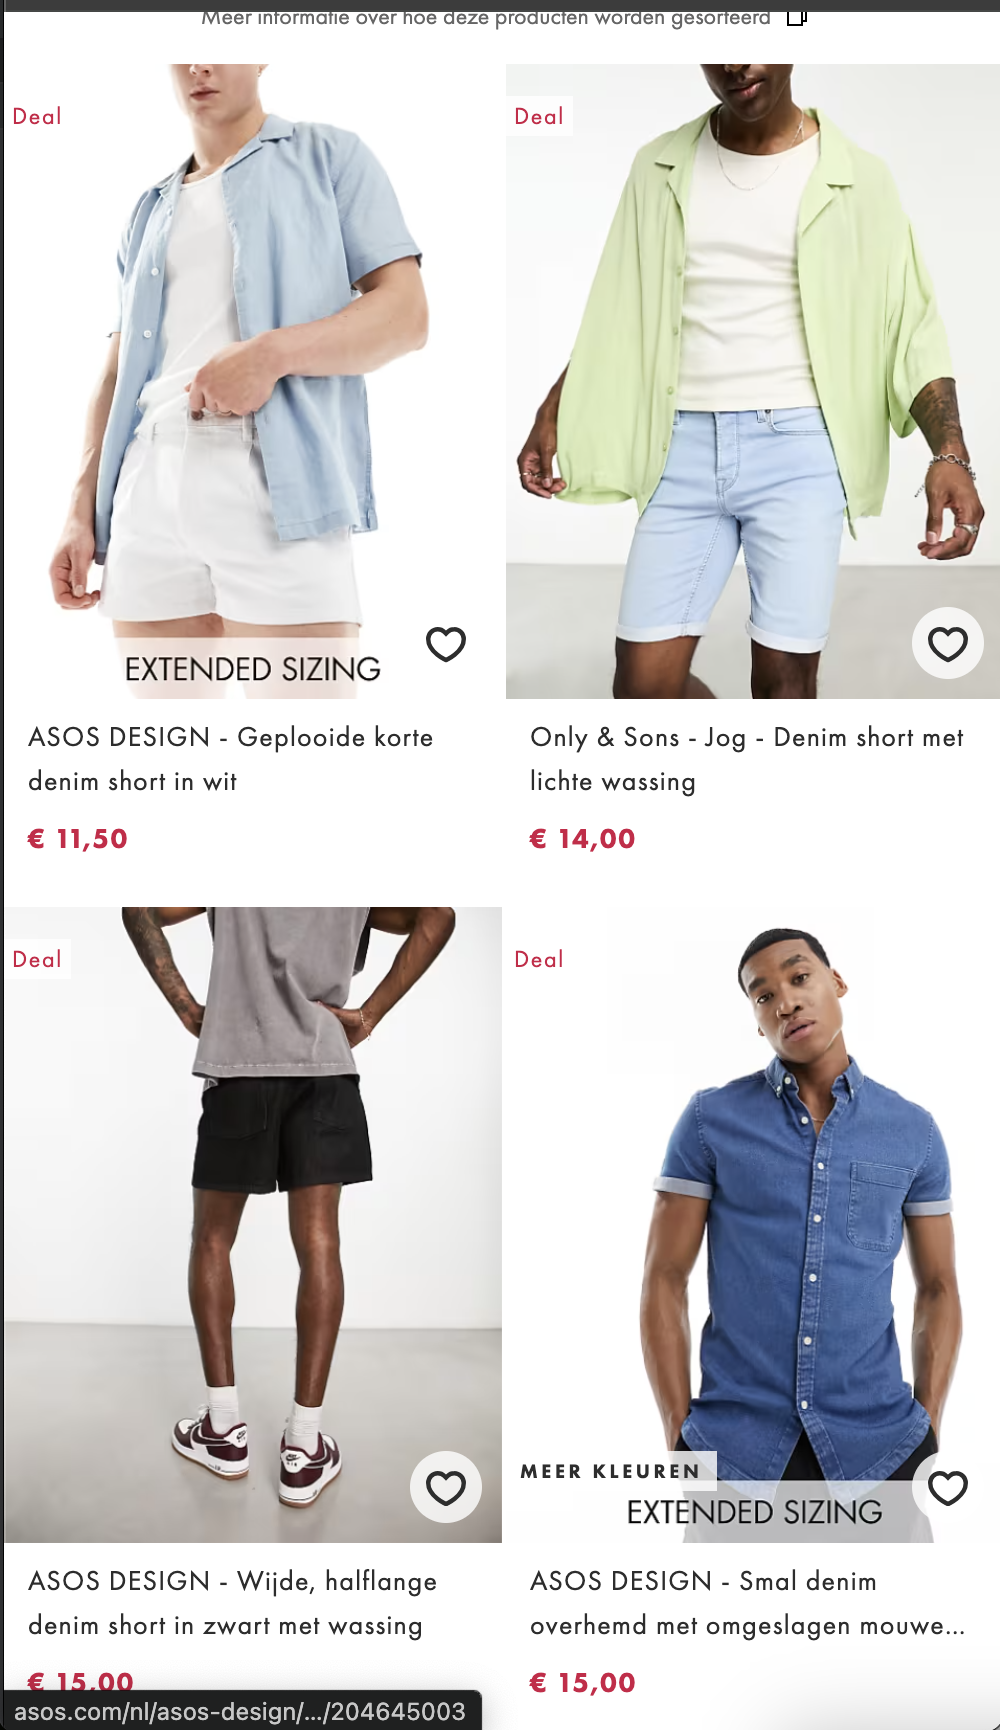 Meer informatie over hoe deze producten worden gesorteerd
Deal
Deal
EXTENDED SIZING
ASOS DESIGN - Geplooide korte
denim short in wit
€ 11,50
Only & Sons - Jog - Denim short met
lichte wassing
€ 14,00
Deal
Deal
MEER KLEUREN
EXTENDED SIZING
ASOS DESIGN - Wijde, halflange
denim short in zwart met wassing
€ 15,00
ASOS DESIGN - Smal denim
overhemd met omgeslagen mouwe...
€ 15,00
asos.com/nl/asos-design/.../204645003